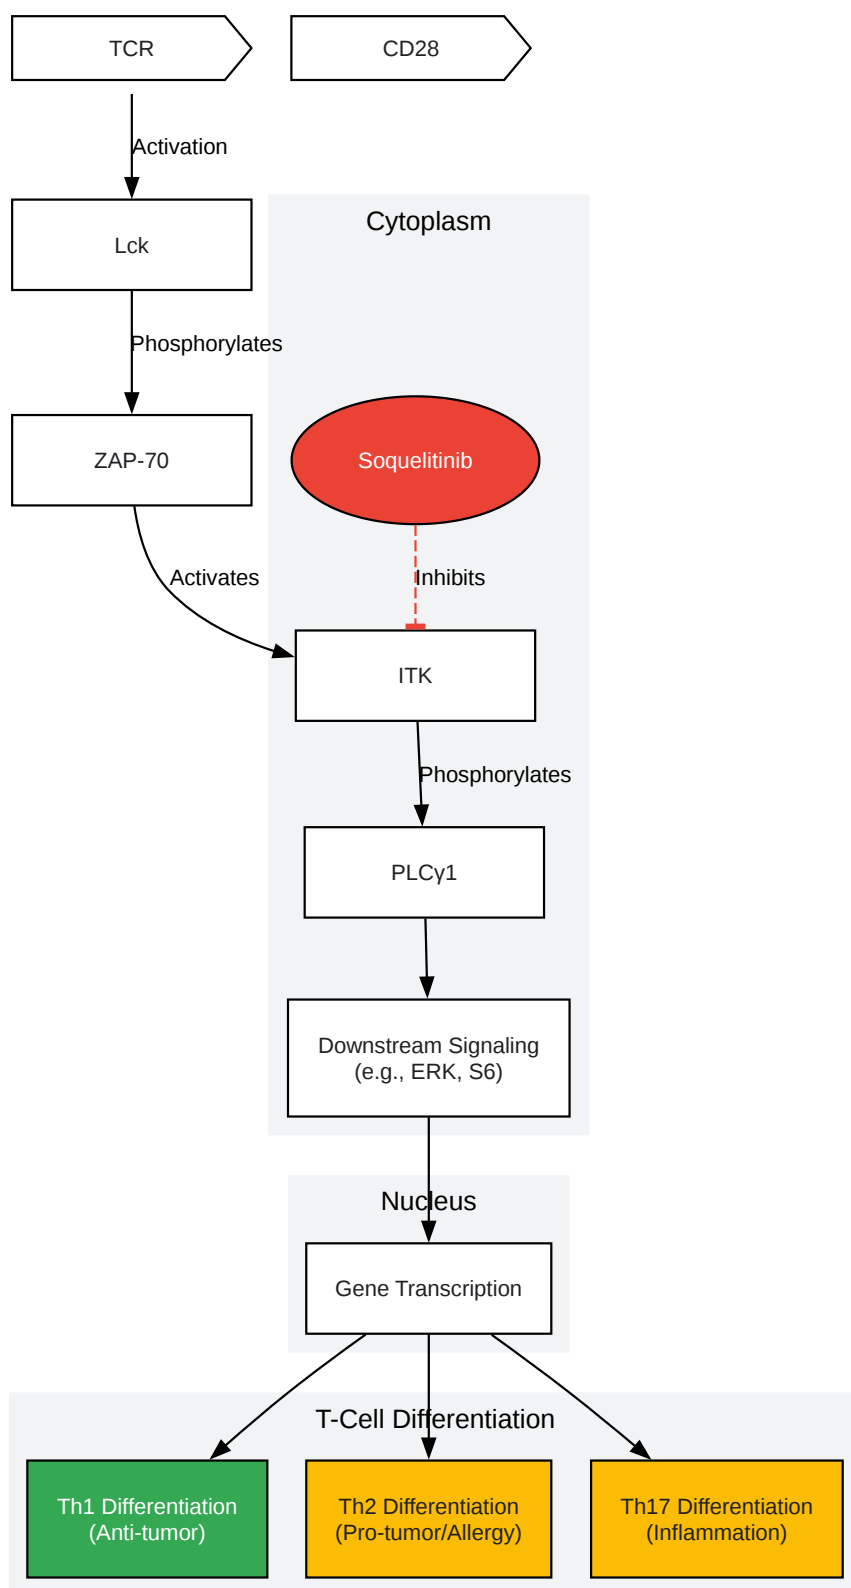 TCR
CD28
Activation
Lck
Cytoplasm
Phosphorylates
ZAP-70
Soquelitinib
Activates
Inhibits
ITK
Phosphorylates
PLCγ1
Downstream Signaling
(e.g., ERK, S6)
Nucleus
Gene Transcription
T-Cell Differentiation
Th1 Differentiation
(Anti-tumor)
Th2 Differentiation
(Pro-tumor/Allergy)
Th17 Differentiation
(Inflammation)